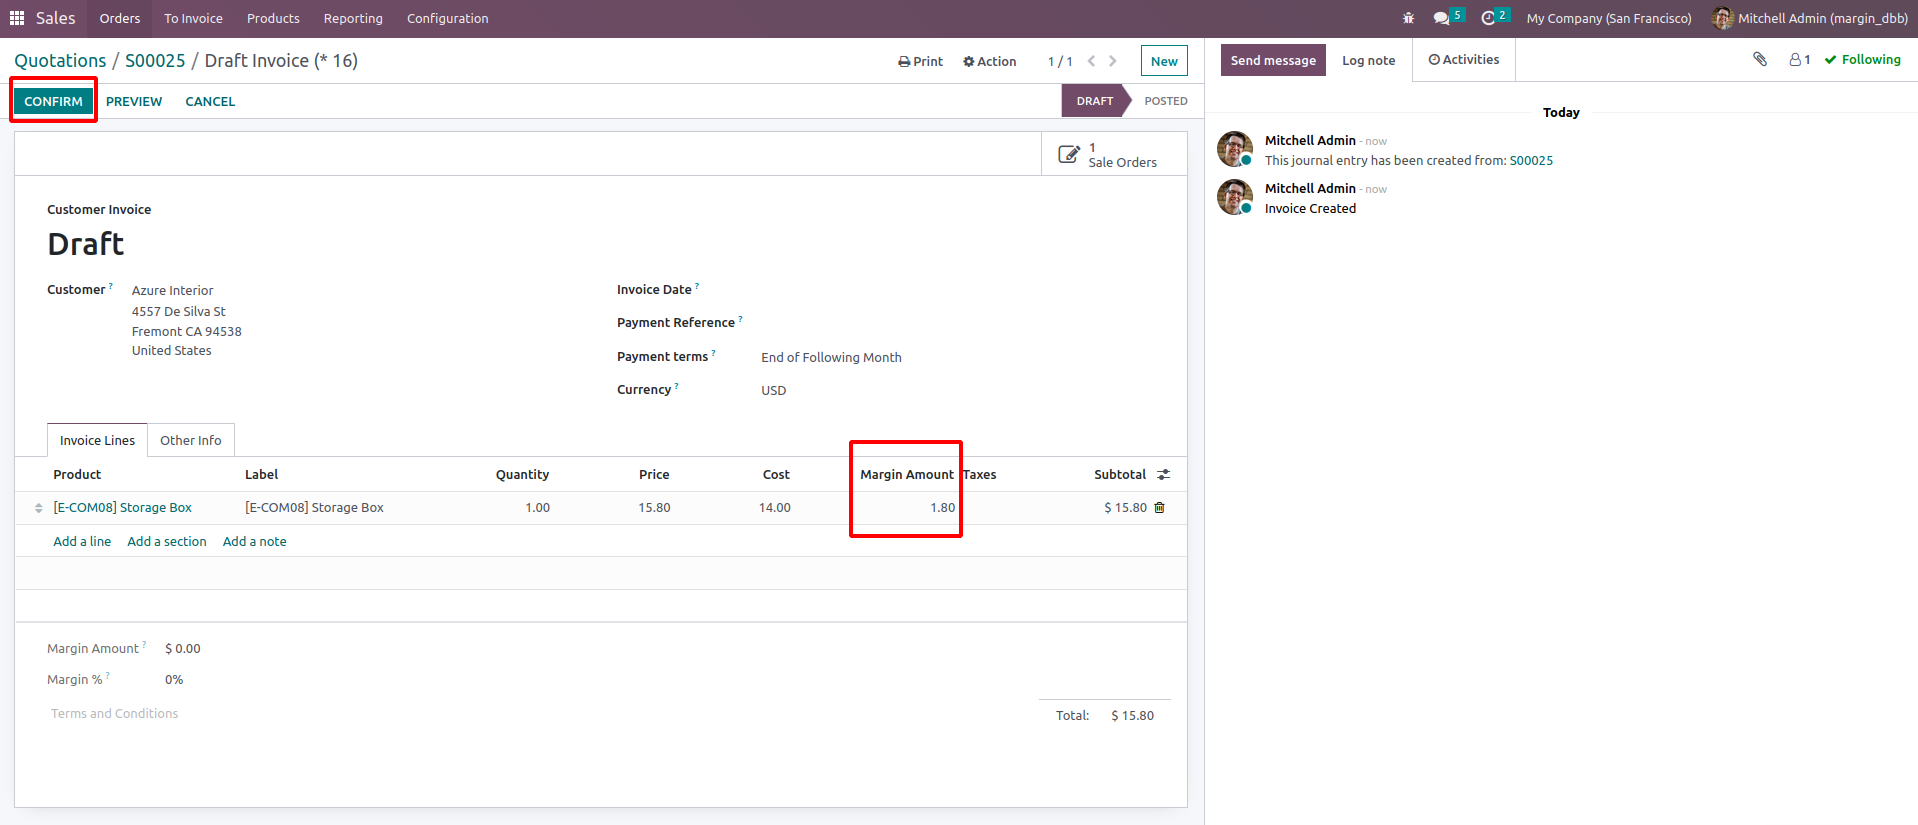 Sales Orders To Invoice Products Reporting Configuration 5 2 My Company (San Francisco) Mitchell Admin (margin_dbb)
Quotations / S00025 / Draft Invoice (* 16) Print Action 1 / 1 New
CONFIRM PREVIEW CANCEL DRAFT POSTED
1
Sale Orders
Customer Invoice
Draft
Customer ? Azure Interior
4557 De Silva St
Fremont CA 94538
United States
Invoice Date ?
Payment Reference ?
Payment terms ? End of Following Month
Currency ? USD
Invoice Lines Other Info
Product Label Quantity Price Cost Margin Amount Taxes Subtotal
[E-COM08] Storage Box [E-COM08] Storage Box 1.00 15.80 14.00 1.80 $ 15.80
Add a line Add a section Add a note
Margin Amount ? $ 0.00
Margin % ? 0%
Terms and Conditions
Total: $ 15.80
Send message Log note Activities 1 Following
Today
Mitchell Admin - now
This journal entry has been created from: S00025
Mitchell Admin - now
Invoice Created